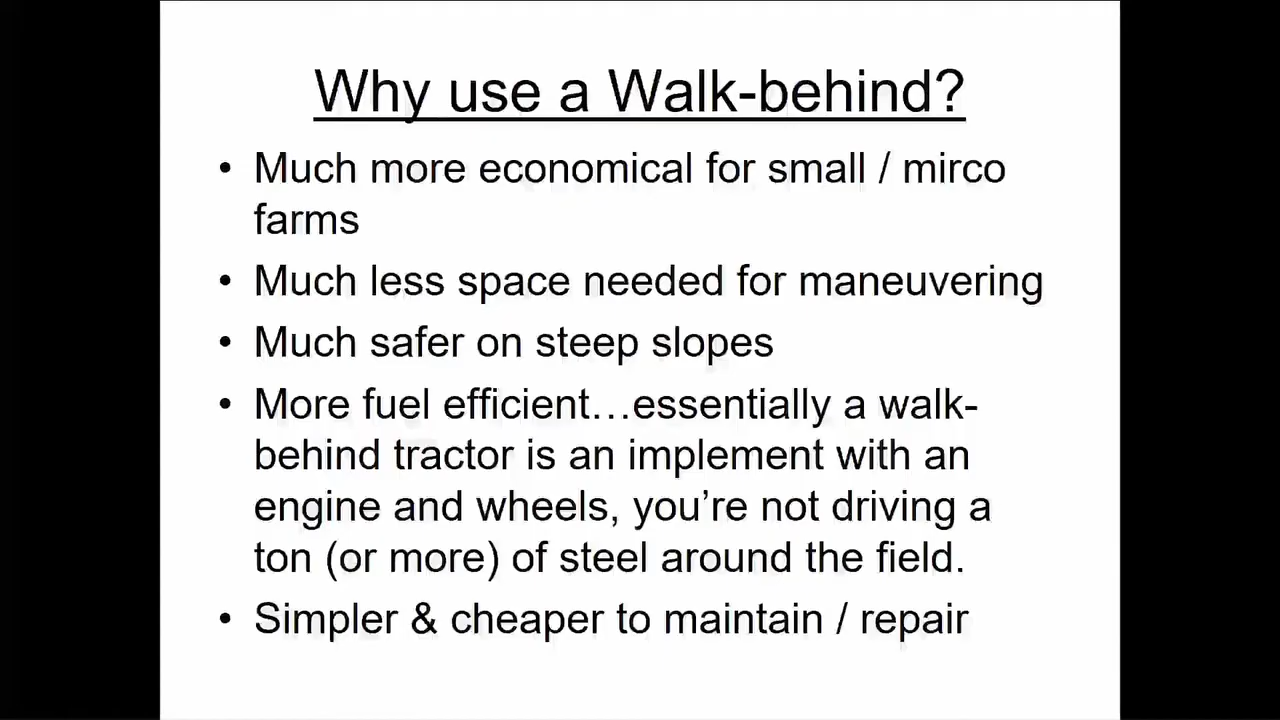 Why use a Walk-behind?
• Much more economical for small / mirco
farms
• Much less space needed for maneuvering
• Much safer on steep slopes
• More fuel efficient…essentially a walk-
behind tractor is an implement with an
engine and wheels, you’re not driving a
ton (or more) of steel around the field.
• Simpler & cheaper to maintain / repair